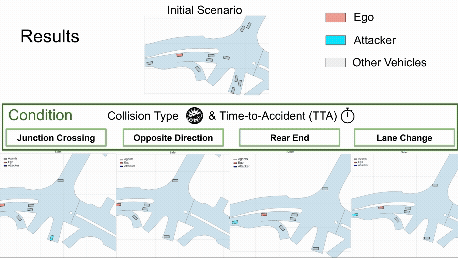 Initial Scenario
Results
Ego
Attacker
Other Vehicles
Condition
Collision Type & Time-to-Accident (TTA)
Junction Crossing
Opposite Direction
Rear End
Lane Change